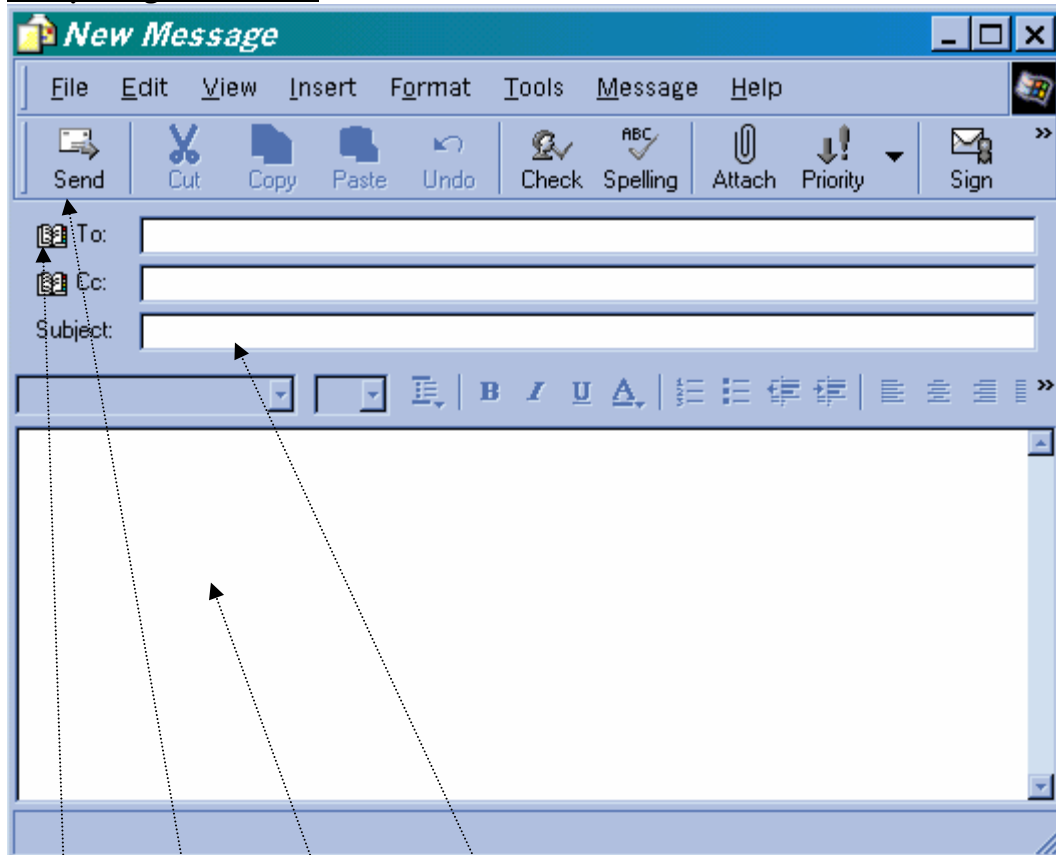 New Message
File Edit View Insert Format Tools Message Help
Send Cut Copy Paste Undo Check Spelling Attach Priority Sign
To:
Cc:
Subject:
B I U A